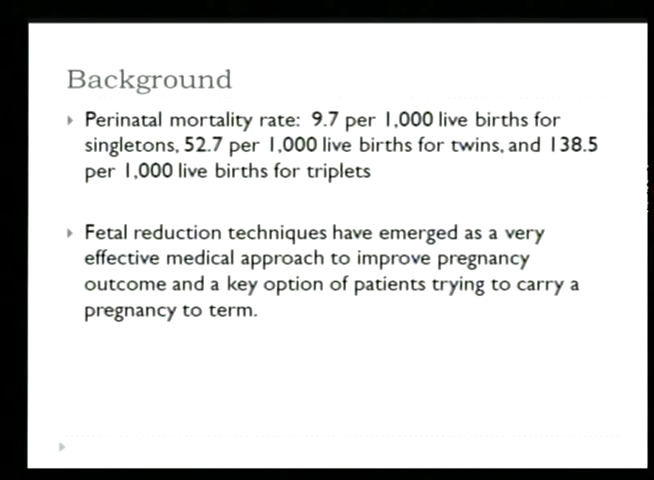 Background
Perinatal mortality rate: 9.7 per 1,000 live births for
singletons, 52.7 per 1,000 live births for twins, and 138.5
per 1,000 live births for triplets
Fetal reduction techniques have emerged as a very
effective medical approach to improve pregnancy
outcome and a key option of patients trying to carry a
pregnancy to term.